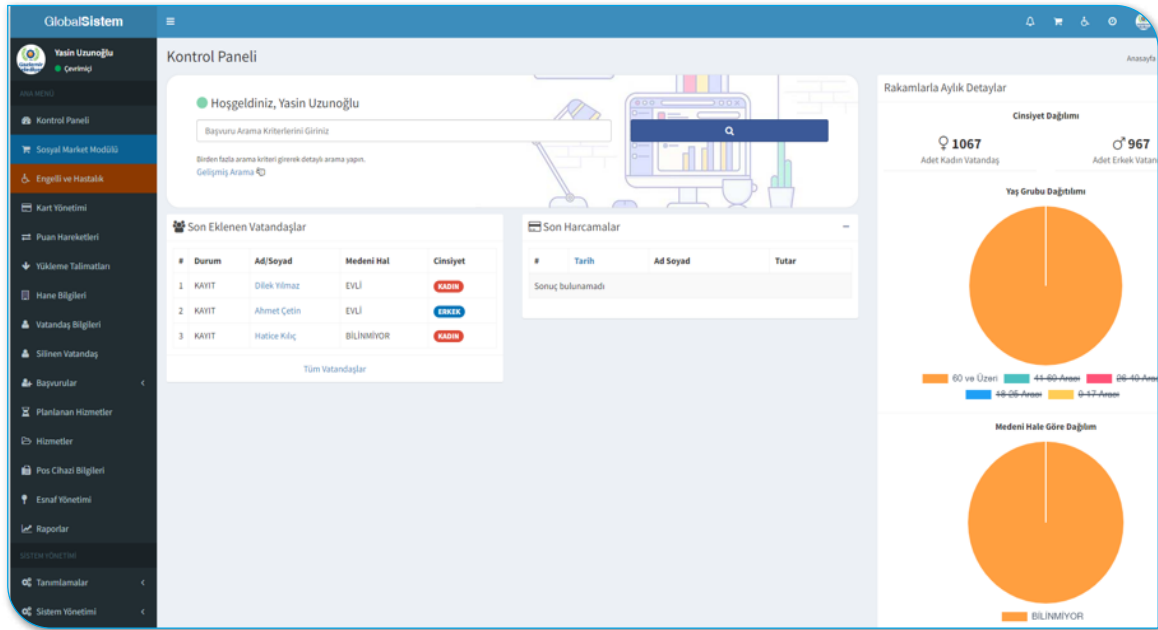 GlobalSistem
Yasin Uzunoğlu
Çevrimiçi
ANA MENÜ
Kontrol Paneli
Sosyal Market Modülü
Engelli ve Hastalık
Kart Yönetimi
Puan Hareketleri
Yükleme Talimatları
Hane Bilgileri
Vatandaş Bilgileri
Silinen Vatandaş
Başvurular
Planlanan Hizmetler
Hizmetler
Pos Cihazi Bilgileri
Esnaf Yönetimi
Raporlar
SİSTEM YÖNETİMİ
Tanımlamalar
Sistem Yönetimi
Kontrol Paneli
Anasayfa
Hoşgeldiniz, Yasin Uzunoğlu
Başvuru Arama Kriterlerini Giriniz
Birden fazla arama kriteri girerek detaylı arama yapın.
Gelişmiş Arama
Son Eklenen Vatandaşlar
# Durum Ad/Soyad Medeni Hal Cinsiyet
1 KAYIT Dilek Yılmaz EVLİ KADIN
2 KAYIT Ahmet Çetin EVLİ ERKEK
3 KAYIT Hatice Kılıç BİLİNMİYOR KADIN
Tüm Vatandaşlar
Son Harcamalar
# Tarih Ad Soyad Tutar
Sonuç bulunamadı
Rakamlarla Aylık Detaylar
Cinsiyet Dağılımı
1067 967
Adet Kadın Vatandaş Adet Erkek Vatan
Yaş Grubu Dağıtılımı
60 ve Üzeri 41-60 Arası 26-40 Aras
18-25 Arası 0-17 Arası
Medeni Hale Göre Dağılım
BİLİNMİYOR